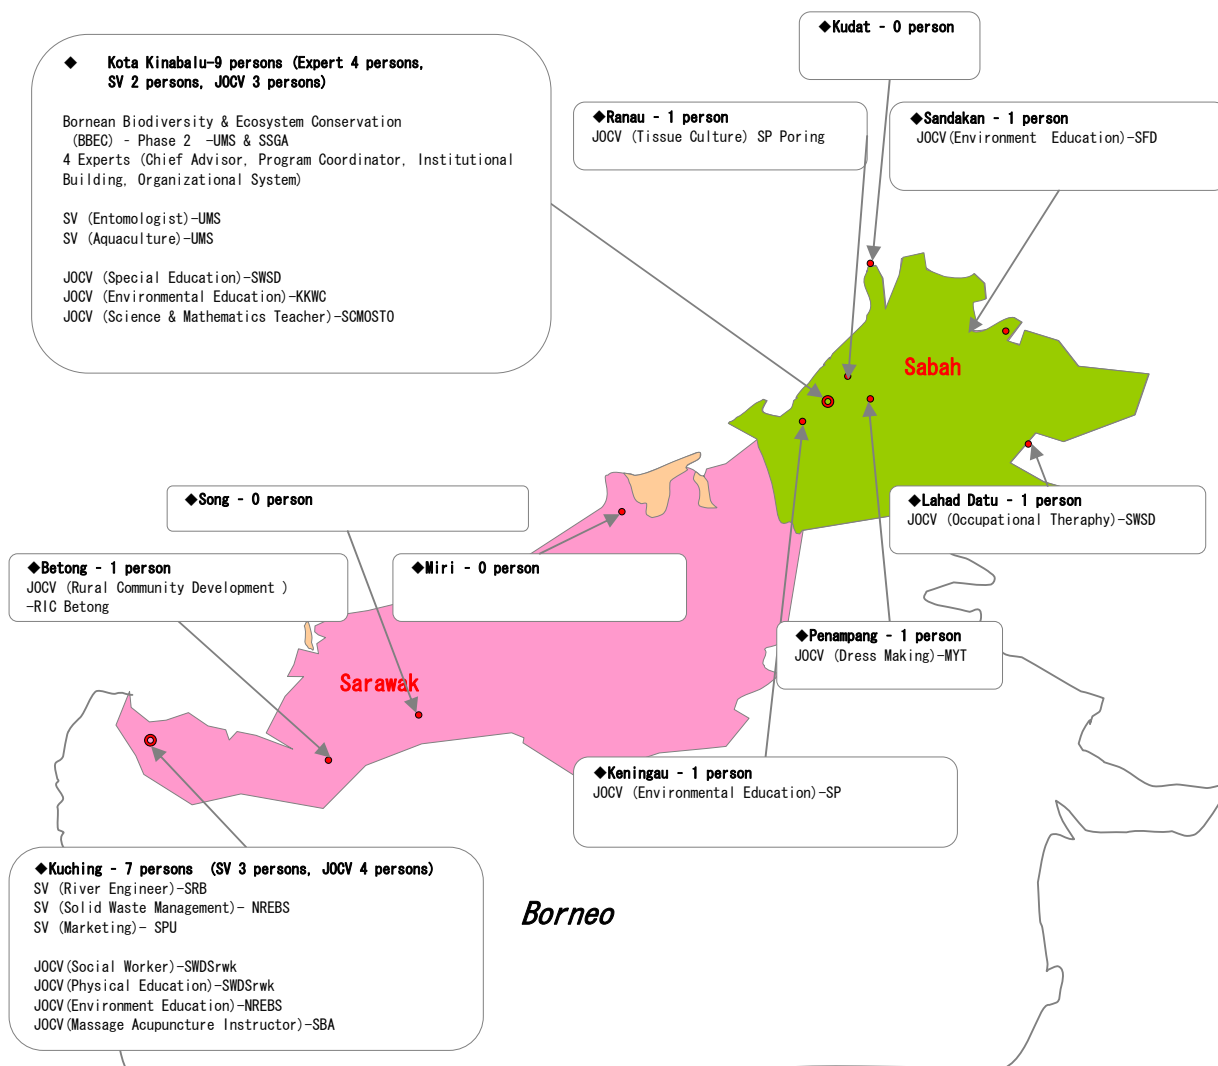 ◆Kudat - 0 person
◆ Kota Kinabalu-9 persons (Expert 4 persons,
SV 2 persons, JOCV 3 persons)
Bornean Biodiversity & Ecosystem Conservation
(BBEC) - Phase 2 -UMS & SSGA
4 Experts (Chief Advisor, Program Coordinator, Institutional
Building, Organizational System)
SV (Entomologist)-UMS
SV (Aquaculture)-UMS
JOCV (Special Education)-SWSD
JOCV (Environmental Education)-KKWC
JOCV (Science & Mathematics Teacher)-SCMOSTO
◆Ranau - 1 person
JOCV (Tissue Culture) SP Poring
◆Sandakan - 1 person
JOCV(Environment Education)-SFD
Sabah
◆Song - 0 person
◆Lahad Datu - 1 person
JOCV (Occupational Theraphy)-SWSD
◆Betong - 1 person
JOCV (Rural Community Development )
-RIC Betong
◆Miri - 0 person
◆Penampang - 1 person
JOCV (Dress Making)-MYT
Sarawak
◆Keningau - 1 person
JOCV (Environmental Education)-SP
◆Kuching - 7 persons (SV 3 persons, JOCV 4 persons)
SV (River Engineer)-SRB
SV (Solid Waste Management)- NREBS
SV (Marketing)- SPU
JOCV(Social Worker)-SWDSrwk
JOCV(Physical Education)-SWDSrwk
JOCV(Environment Education)-NREBS
JOCV(Massage Acupuncture Instructor)-SBA
Borneo